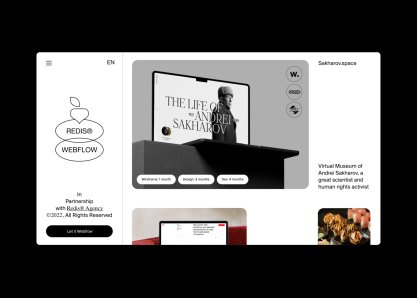 EN
REDIS®
WEBFLOW
in
Partnership
with Redis® Agency
©2022, All Rights Reserved
Let it Webflow
THE LIFE OF
ANDREI
SAKHAROV
W.
Wireframe: 1 month
Design: 2 months
Dev: 4 months
Sakharov.space
Virtual Museum of
Andrei Sakharov, a
great scientist and
human rights activist